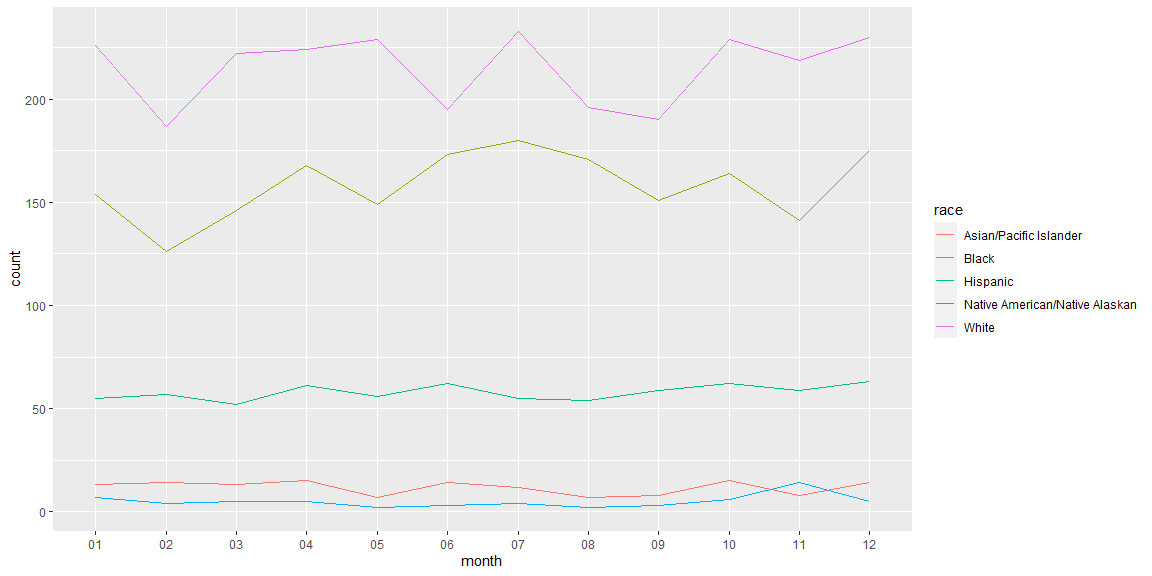 200
150
100
50
0
count
01 02 03 04 05 06 07 08 09 10 11 12
month
race
Asian/Pacific Islander
Black
Hispanic
Native American/Native Alaskan
White